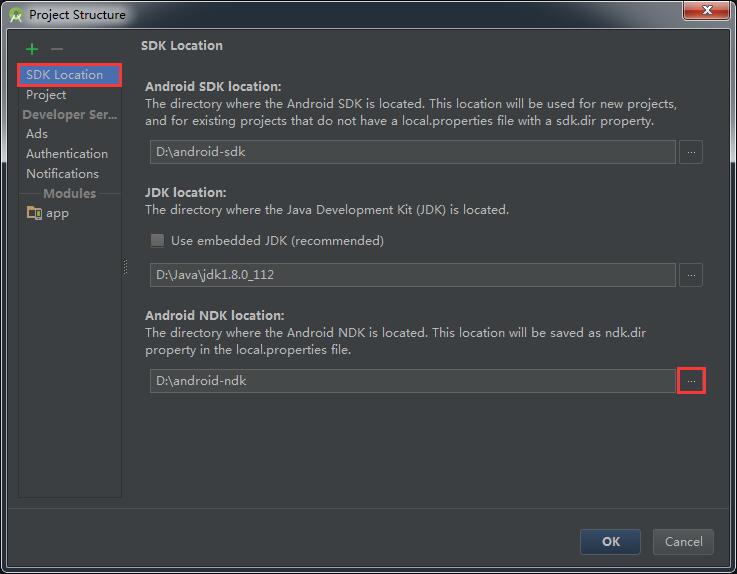 Project Structure
SDK Location
Project
Developer Ser...
Ads
Authentication
Notifications
Modules
app
SDK Location
Android SDK location:
The directory where the Android SDK is located. This location will be used for new projects,
and for existing projects that do not have a local.properties file with a sdk.dir property.
D:\android-sdk
...
JDK location:
The directory where the Java Development Kit (JDK) is located.
Use embedded JDK (recommended)
D:\Java\jdk1.8.0_112
...
Android NDK location:
The directory where the Android NDK is located. This location will be saved as ndk.dir
property in the local.properties file.
D:\android-ndk
...
OK
Cancel